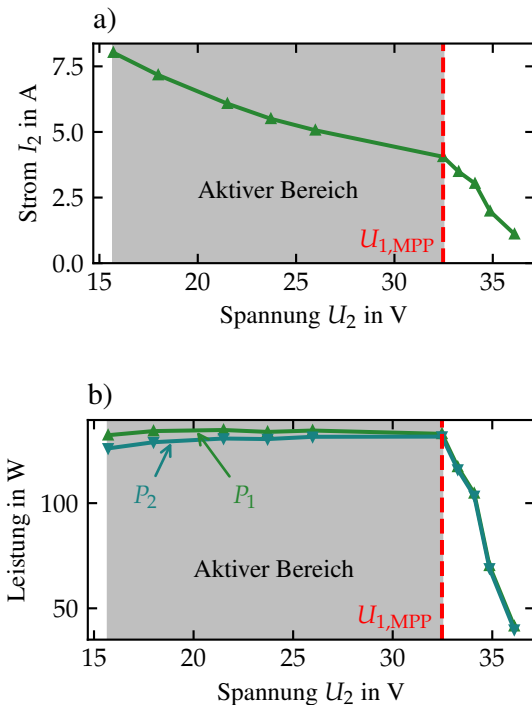 a)
7.5
5.0
2.5
0.0
Strom I₂ in A
Aktiver Bereich
U₁,MPP
15 20 25 30 35
Spannung U₂ in V
b)
100
50
Leistung in W
P₂ P₁
Aktiver Bereich
U₁,MPP
15 20 25 30 35
Spannung U₂ in V